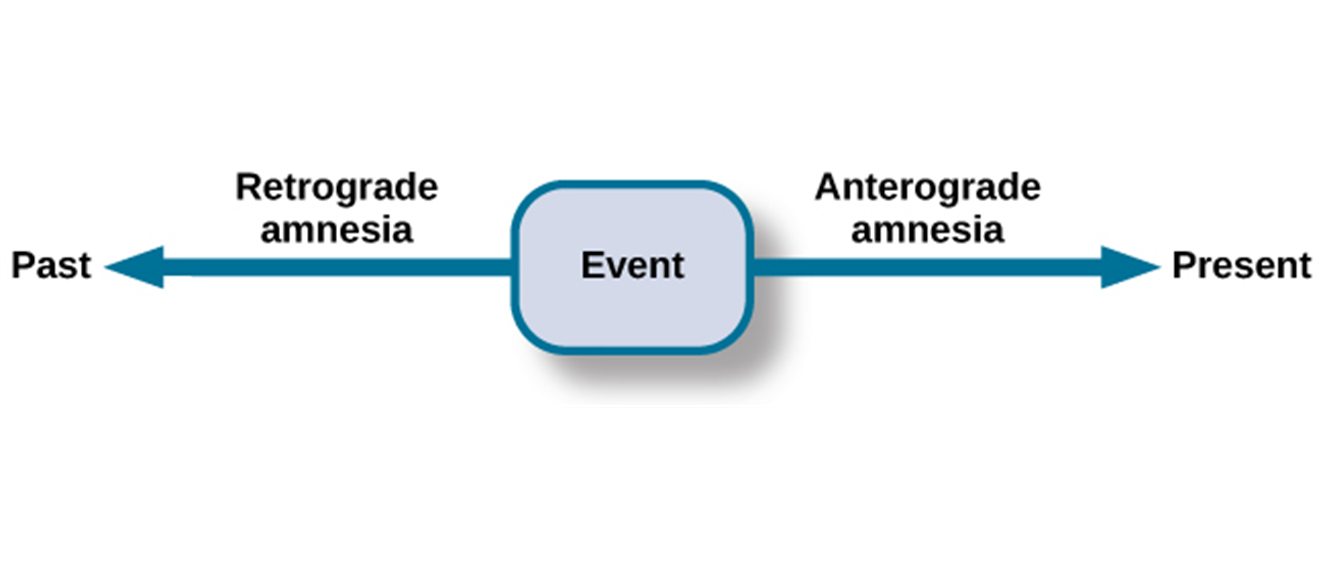 Retrograde
amnesia
Anterograde
amnesia
Past
Event
Present